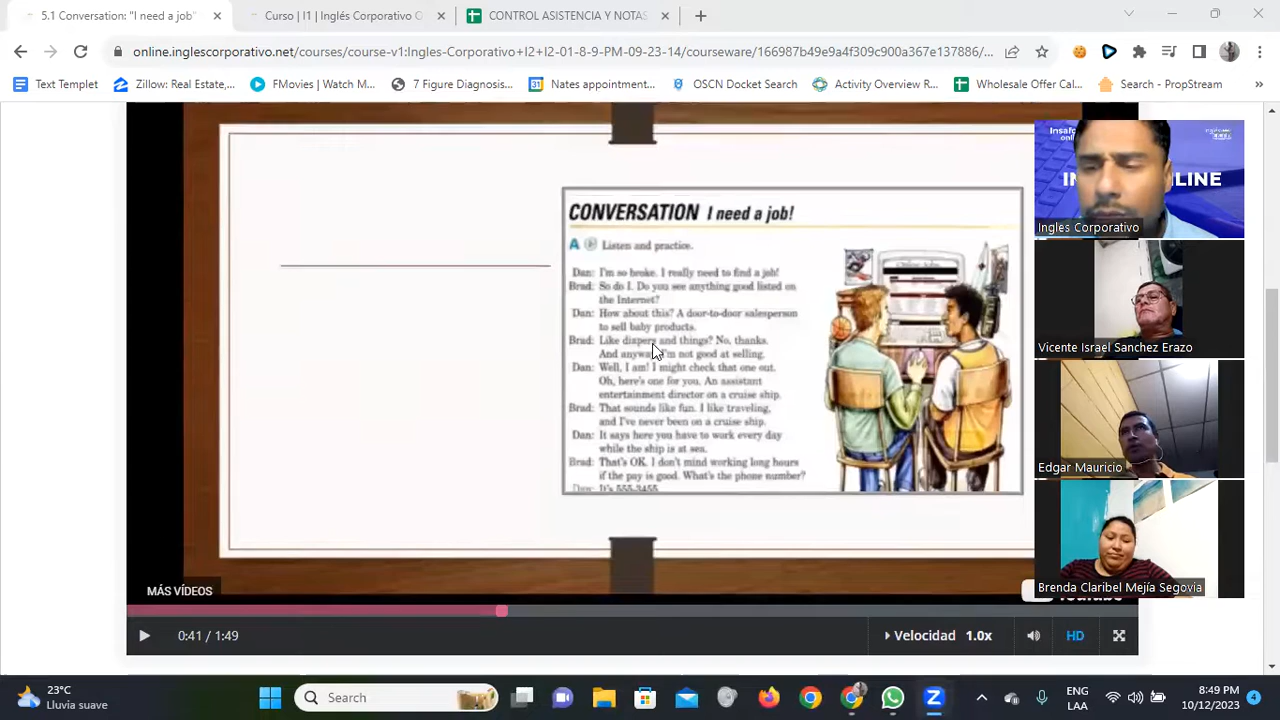 5.1 Conversation: "I need a job"
Curso | I1 | Inglés Corporativo O
CONTROL ASISTENCIA Y NOTAS
online.inglescorporativo.net/courses/course-v1:Ingles-Corporativo+I2+I2-01-8-9-PM-09-23-14/courseware/166987b49e9a4f309c900a367e137886/...
Text Templet
Zillow: Real Estate,...
FMovies | Watch M...
7 Figure Diagnosis...
31
Nates appointment...
OSCN Docket Search
Activity Overview R...
Wholesale Offer Cal...
Search - PropStream
»
CONVERSATION I need a job!
A Listen and practice.
Dan: I'm so broke. I really need to find a job!
Brad: So do I. Do you see anything good listed on
the Internet?
Dan: How about this? A door-to-door salesperson
to sell baby products.
Brad: Like diapers and things? No, thanks.
And anyway, I'm not good at selling.
Dan: Well, I am! I might check that one out.
Oh, here's one for you. An assistant
entertainment director on a cruise ship.
Brad: That sounds like fun. I like traveling,
and I've never been on a cruise ship.
Dan: It says here you have to work every day
while the ship is at sea.
Brad: That's OK. I don't mind working long hours
if the pay is good. What's the phone number?
It's 555-3455.
Online Jobs
MÁS VÍDEOS
0:41 / 1:49
Velocidad 1.0x
HD
Ingles Corporativo
Vicente Israel Sanchez Erazo
Edgar Mauricio
Brenda Claribel Mejía Segovia
23°C
Lluvia suave
Search
ENG
LAA
8:49 PM
10/12/2023
4